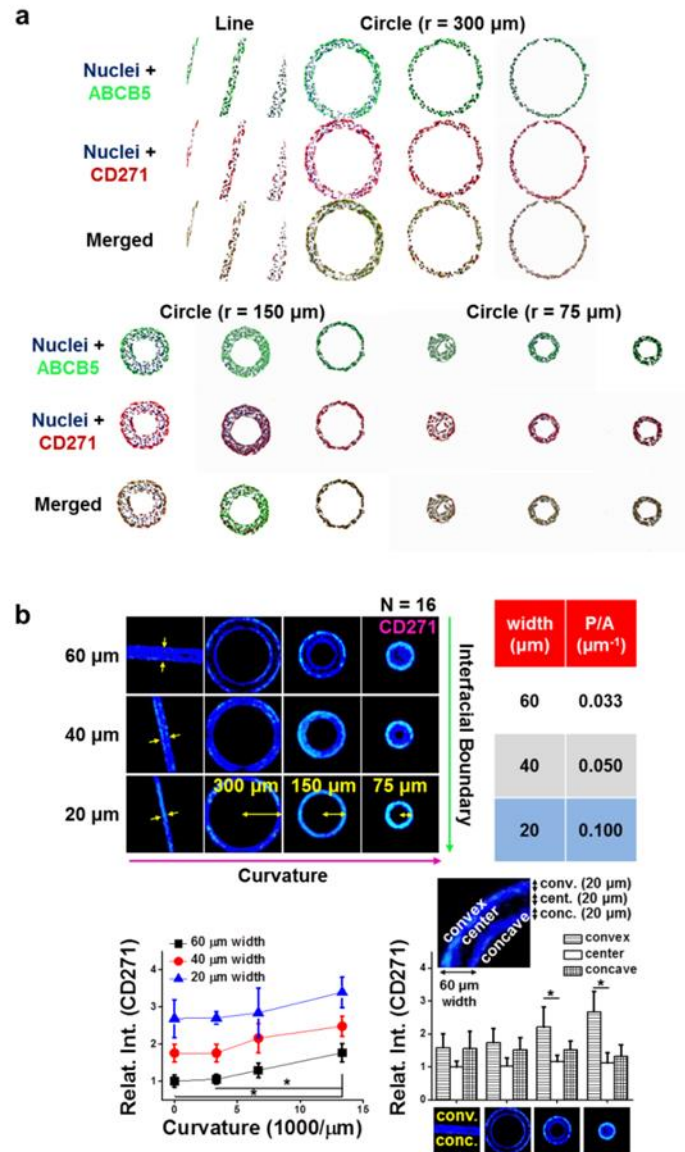 a
Line
Circle (r = 300 µm)
Nuclei +
ABCB5
Nuclei +
CD271
Merged
Circle (r = 150 µm)
Circle (r = 75 µm)
Nuclei +
ABCB5
Nuclei +
CD271
Merged
b
N = 16
CD271
60 µm
40 µm
20 µm
300 µm
150 µm
75 µm
Interfacial Boundary
Curvature
width
(µm)
P/A
(µm⁻¹)
60
0.033
40
0.050
20
0.100
Relat. Int. (CD271)
60 µm width
40 µm width
20 µm width
4
3
2
1
*
*
0
5
10
15
Curvature (1000/µm)
convex
center
concave
conv. (20 µm)
cent. (20 µm)
conc. (20 µm)
60 µm
width
convex
center
concave
Relat. Int. (CD271)
4
3
2
1
0
*
*
conv.
conc.